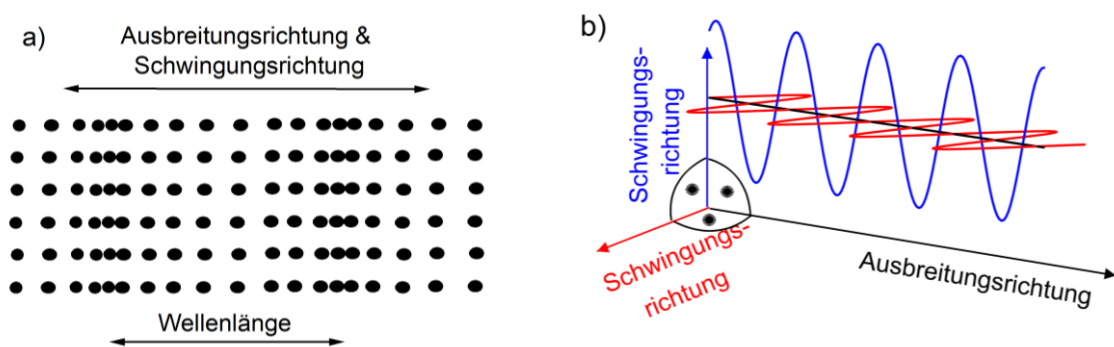 a)
Ausbreitungsrichtung &
Schwingungsrichtung
Wellenlänge
b)
Schwingungs-
richtung
Schwingungs-
richtung
Ausbreitungsrichtung